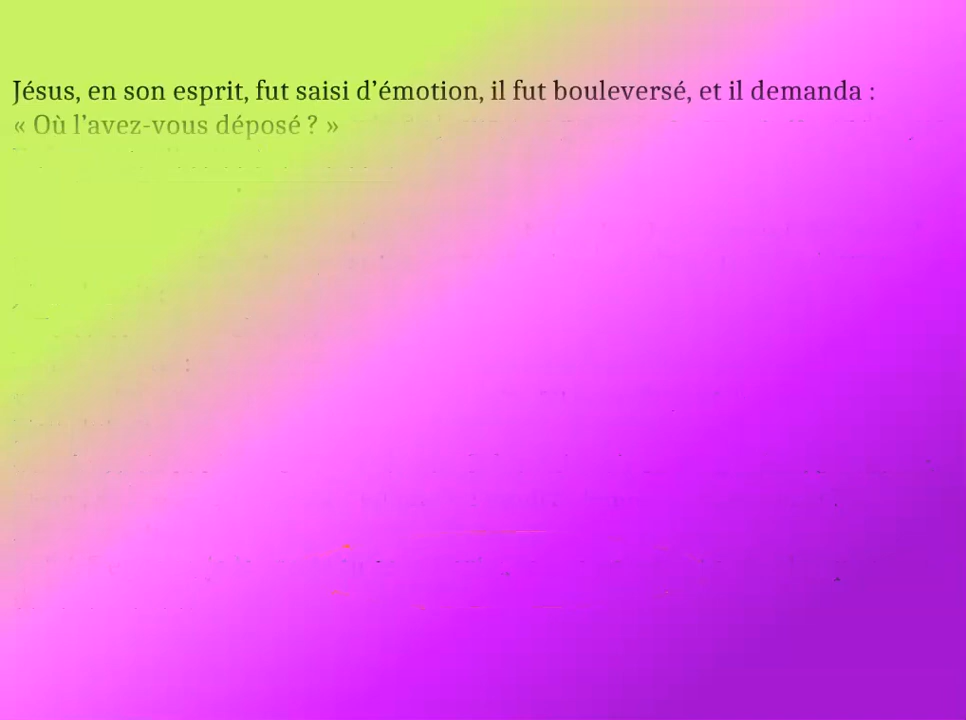 Jésus, en son esprit, fut saisi d’émotion, il fut bouleversé, et il demanda :
« Où l’avez-vous déposé ? »